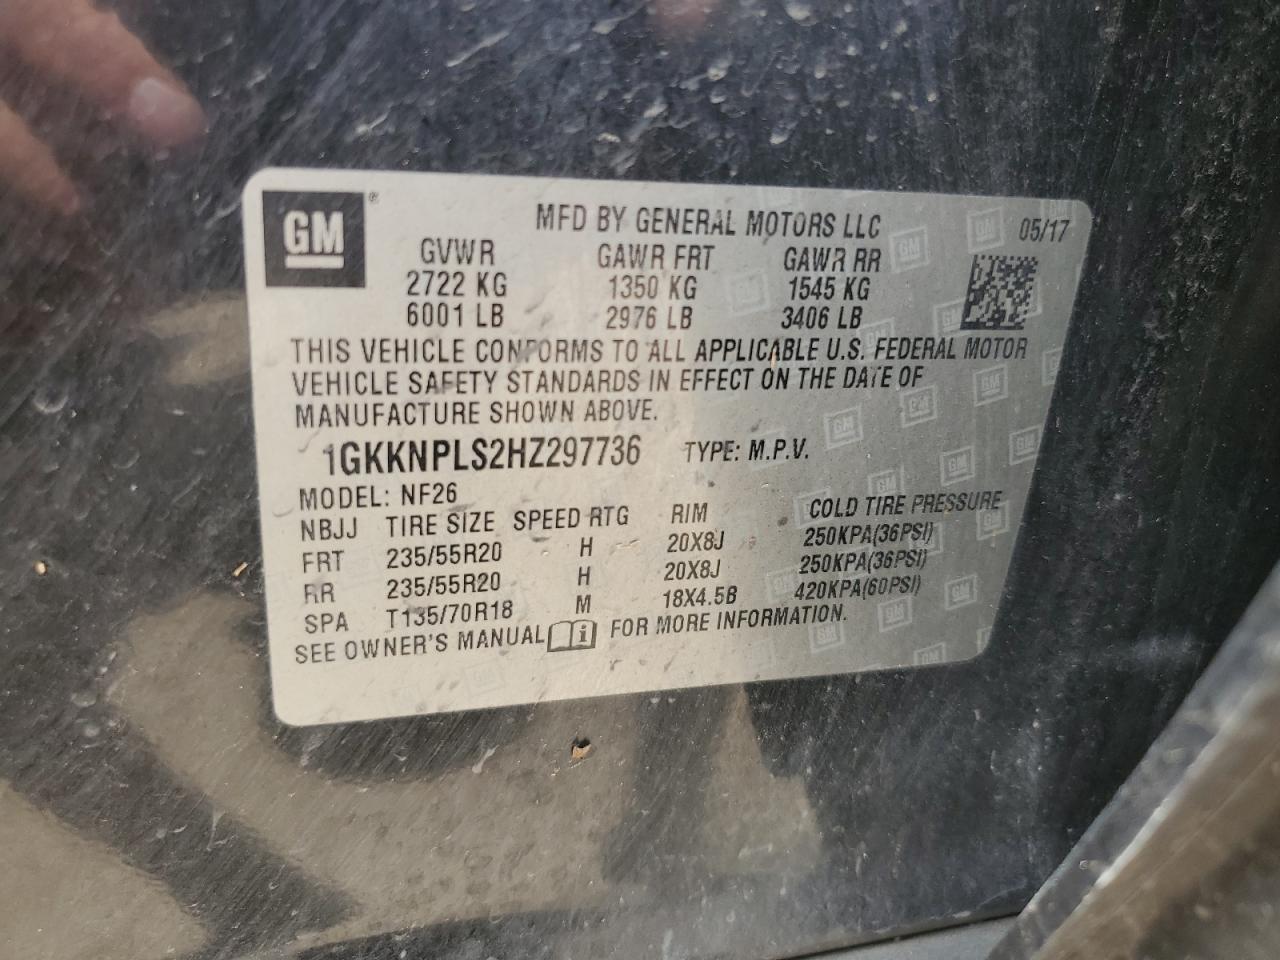 GM ®
MFD BY GENERAL MOTORS LLC 05/17
GVWR GAWR FRT GAWR RR
2722 KG 1350 KG 1545 KG
6001 LB 2976 LB 3406 LB
THIS VEHICLE CONFORMS TO ALL APPLICABLE U.S. FEDERAL MOTOR
VEHICLE SAFETY STANDARDS IN EFFECT ON THE DATE OF
MANUFACTURE SHOWN ABOVE.
1GKKNPLS2HZ297736 TYPE: M.P.V.
MODEL: NF26
NBJJ TIRE SIZE SPEED RTG RIM COLD TIRE PRESSURE
FRT 235/55R20 H 20X8J 250KPA(36PSI)
RR 235/55R20 H 20X8J 250KPA(36PSI)
SPA T135/70R18 M 18X4.5B 420KPA(60PSI)
SEE OWNER'S MANUAL FOR MORE INFORMATION.